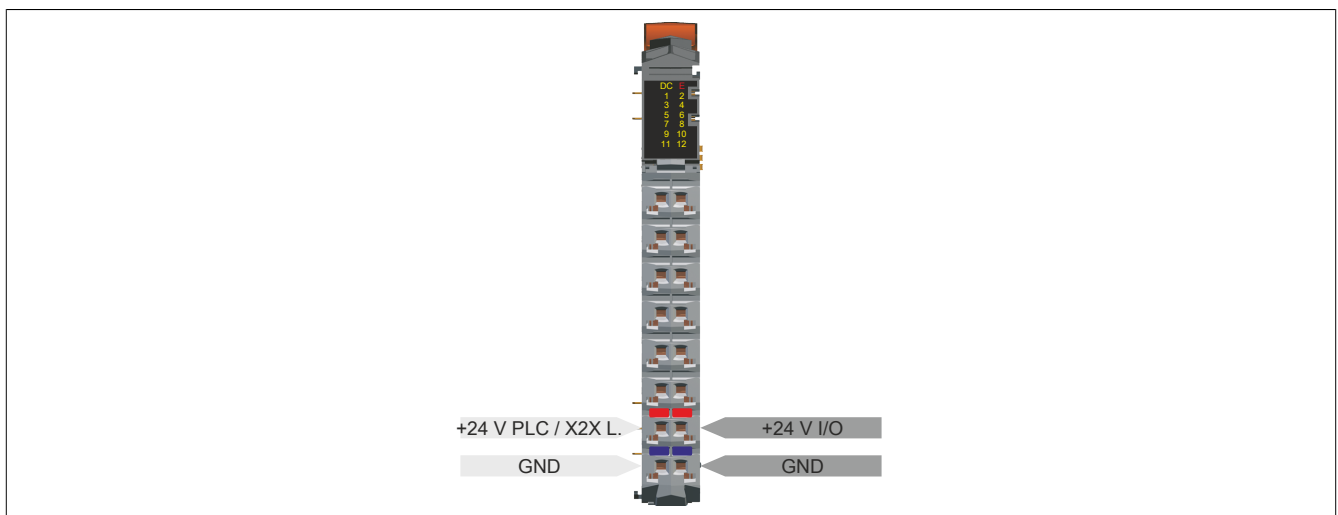 DC E
1 2
3 4
5 6
7 8
9 10
11 12
+24 V PLC / X2X L.
+24 V I/O
GND
GND